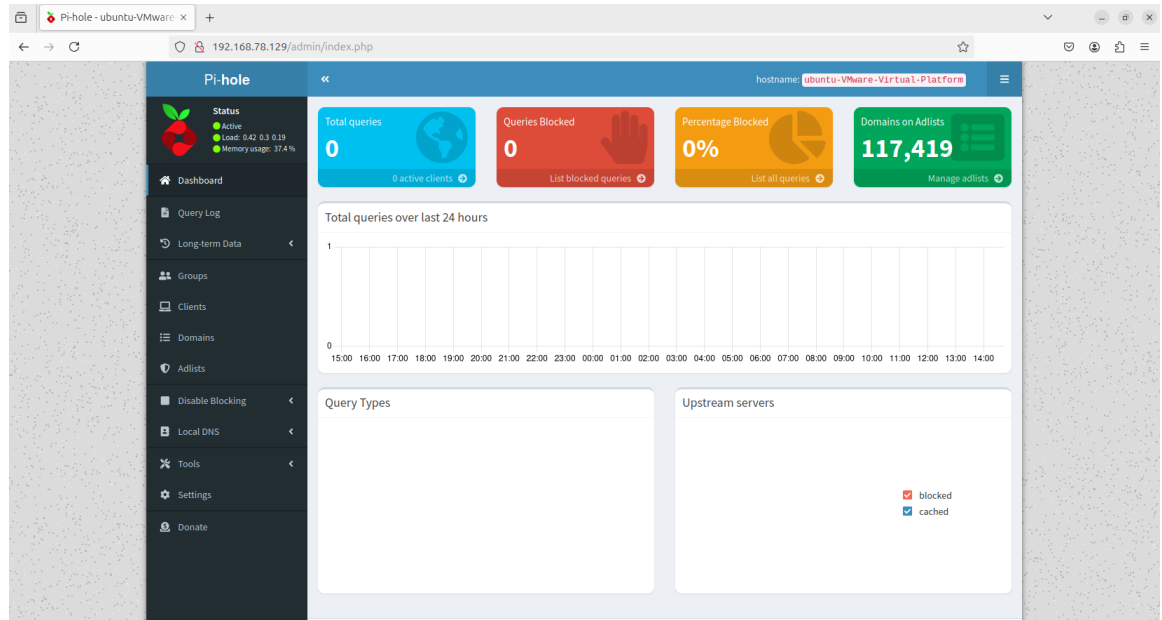 Pi-hole - ubuntu-VMware
192.168.78.129/admin/index.php
Pi-hole
hostname: ubuntu-VMware-Virtual-Platform
Status
Active
Load: 0.42 0.3 0.19
Memory usage: 37.4 %
Dashboard
Query Log
Long-term Data
Groups
Clients
Domains
Adlists
Disable Blocking
Local DNS
Tools
Settings
Donate
Total queries
0
0 active clients
Queries Blocked
0
List blocked queries
Percentage Blocked
0%
List all queries
Domains on Adlists
117,419
Manage adlists
Total queries over last 24 hours
1
0
15:00 16:00 17:00 18:00 19:00 20:00 21:00 22:00 23:00 00:00 01:00 02:00 03:00 04:00 05:00 06:00 07:00 08:00 09:00 10:00 11:00 12:00 13:00 14:00
Query Types
Upstream servers
blocked
cached